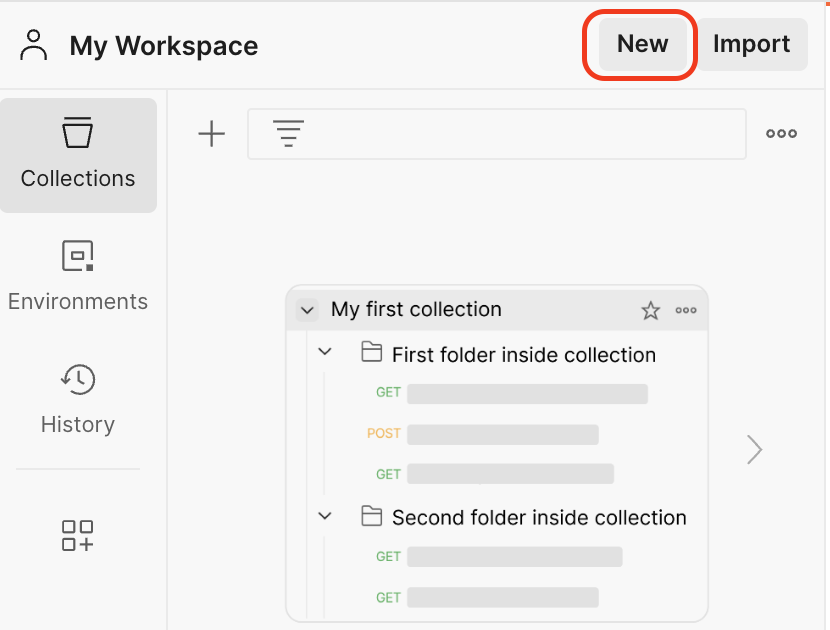 My Workspace
New
Import
Collections
Environments
History
My first collection
First folder inside collection
GET
POST
GET
Second folder inside collection
GET
GET